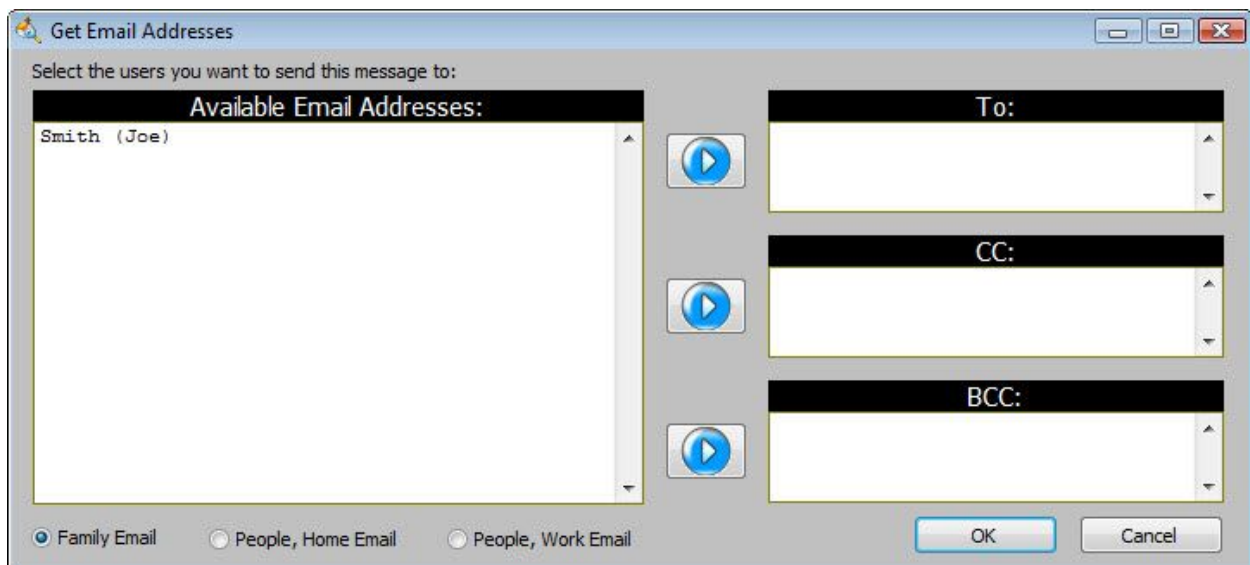 Get Email Addresses
Select the users you want to send this message to:
Available Email Addresses:
Smith (Joe)
To:
CC:
BCC:
Family Email
People, Home Email
People, Work Email
OK
Cancel